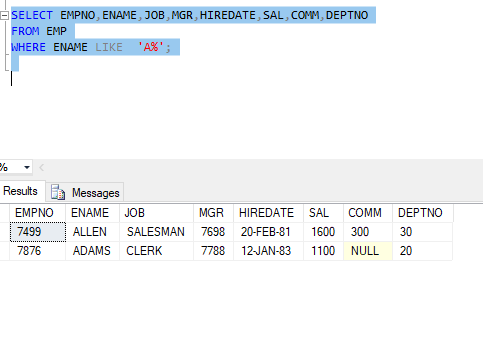 SELECT EMPNO,ENAME,JOB,MGR,HIREDATE,SAL,COMM,DEPTNO
FROM EMP
WHERE ENAME LIKE  'A%';
%
Results Messages
EMPNO ENAME JOB MGR HIREDATE SAL COMM DEPTNO
7499 ALLEN SALESMAN 7698 20-FEB-81 1600 300 30
7876 ADAMS CLERK 7788 12-JAN-83 1100 NULL 20